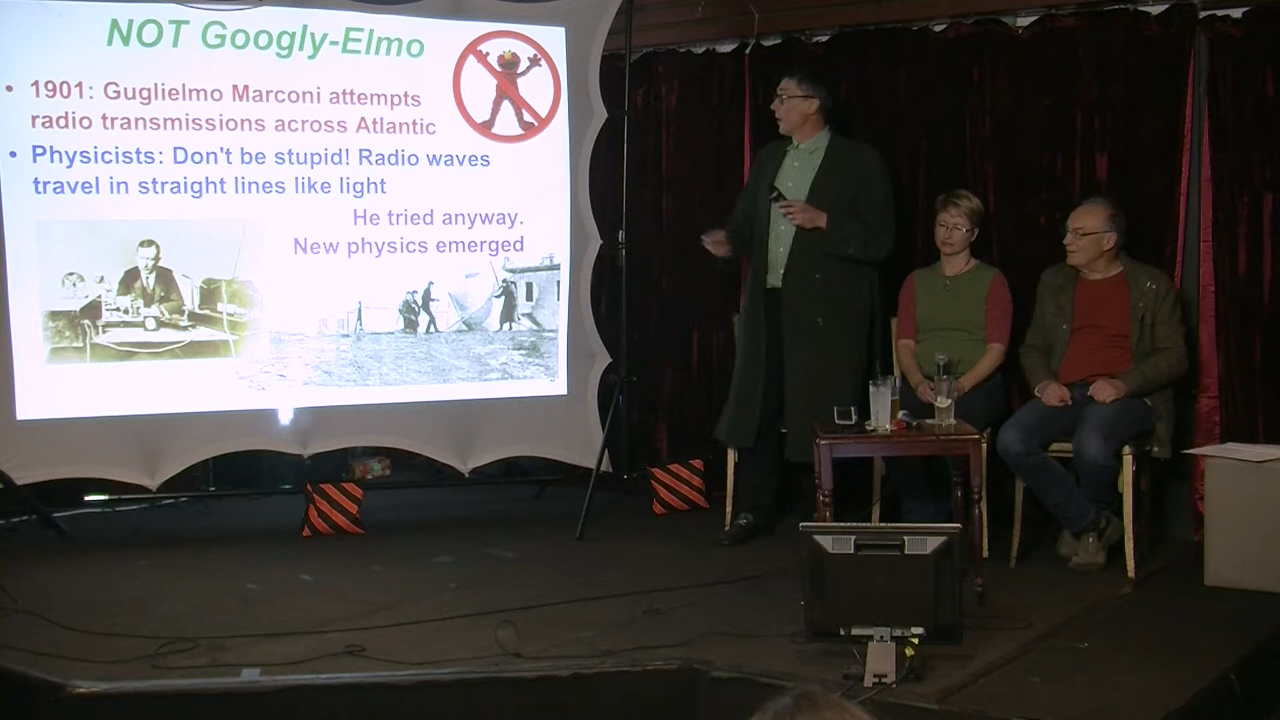 NOT Googly-Elmo
• 1901: Guglielmo Marconi attempts
radio transmissions across Atlantic
• Physicists: Don't be stupid! Radio waves
travel in straight lines like light
He tried anyway.
New physics emerged